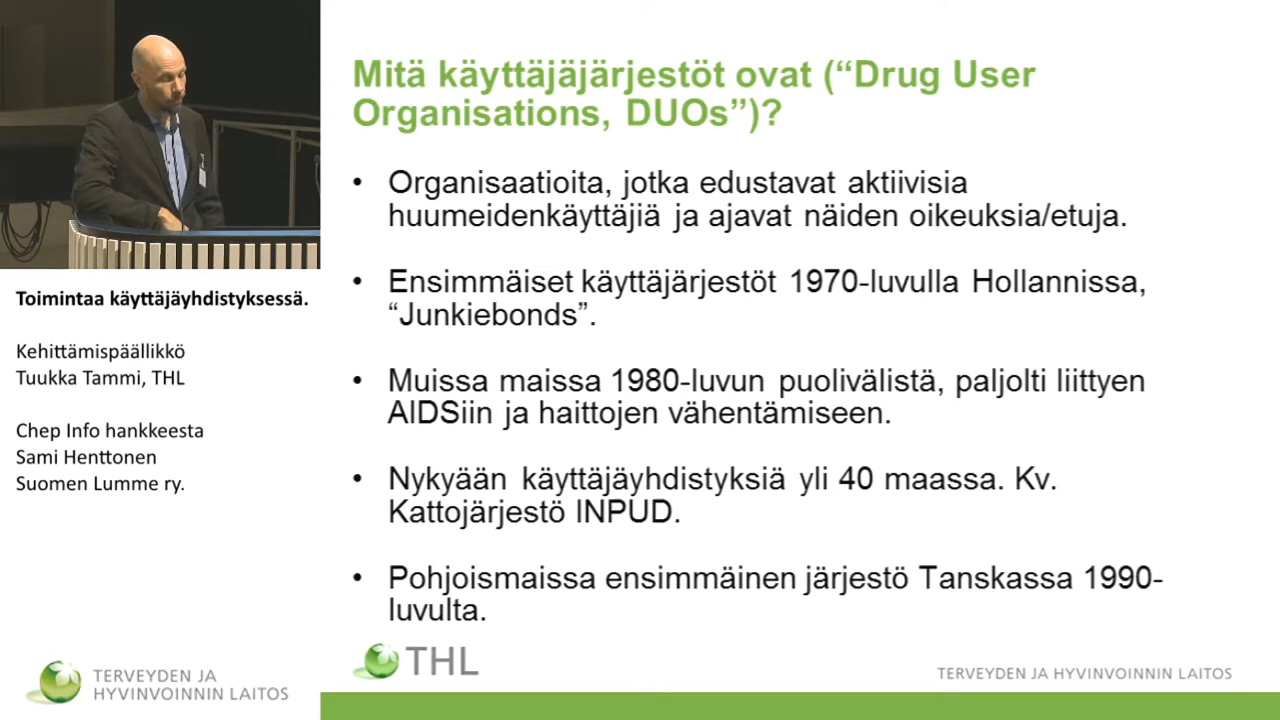 Mitä käyttäjäjärjestöt ovat (“Drug User
Organisations, DUOs”)?
• Organisaatioita, jotka edustavat aktiivisia
huumeidenkäyttäjiä ja ajavat näiden oikeuksia/etuja.
• Ensimmäiset käyttäjärjestöt 1970-luvulla Hollannissa,
“Junkiebonds”.
• Muissa maissa 1980-luvun puolivälistä, paljolti liittyen
AIDSiin ja haittojen vähentämiseen.
• Nykyään käyttäjäyhdistyksiä yli 40 maassa. Kv.
Kattojärjestö INPUD.
• Pohjoismaissa ensimmäinen järjestö Tanskassa 1990-
luvulta.
THL
TERVEYDEN JA HYVINVOINNIN LAITOS
Toimintaa käyttäjäyhdistyksessä.
Kehittämispäällikkö
Tuukka Tammi, THL
Chep Info hankkeesta
Sami Henttonen
Suomen Lumme ry.
TERVEYDEN JA
HYVINVOINNIN LAITOS